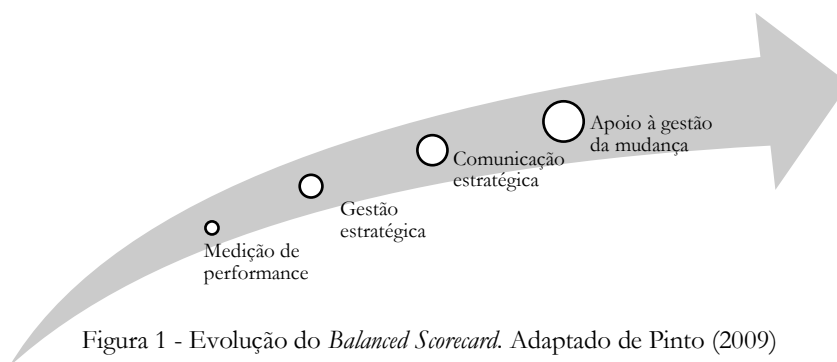 Apoio à gestão
da mudança
Comunicação
estratégica
Gestão
estratégica
Medição de
performance
Figura 1 - Evolução do Balanced Scorecard. Adaptado de Pinto (2009)